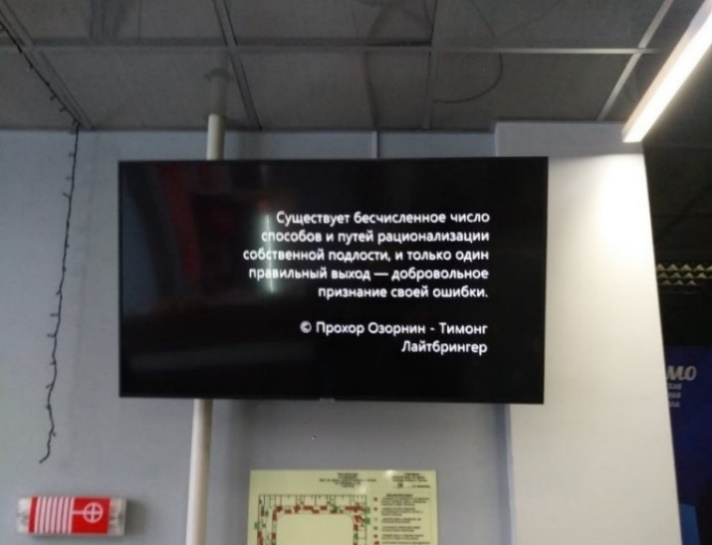 Существует бесчисленное число
способов и путей рационализации
собственной подлости, и только один
правильный выход — добровольное
признание своей ошибки.
© Прохор Озорнин - Тимонг
Лайтбрингер
мо